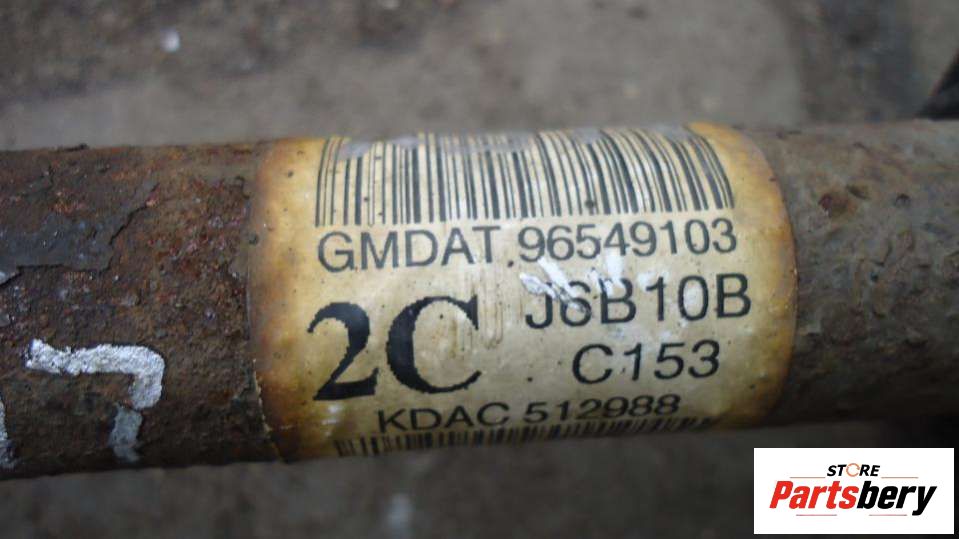 GMDAT 96549103
2C
J6B10B
C153
KDAC 512988
STORE
Partsbery